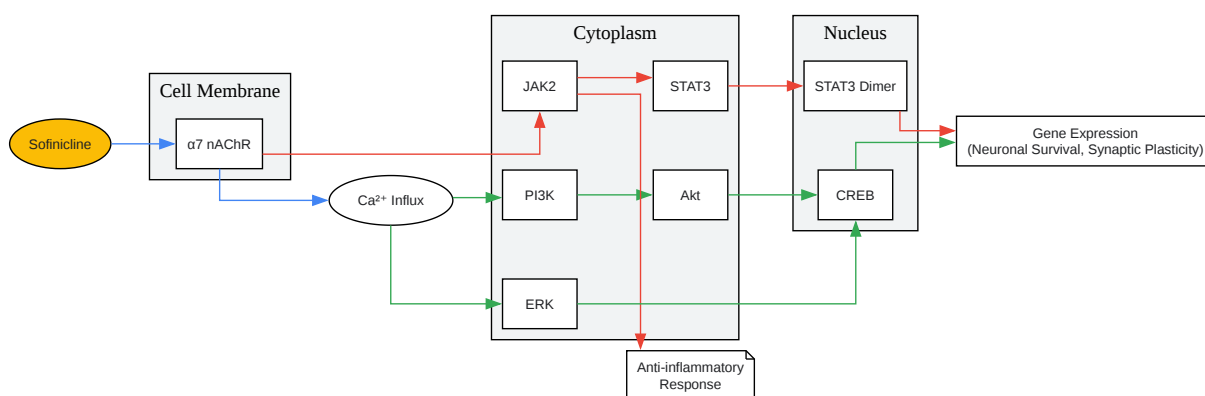 Cytoplasm
Nucleus
Cell Membrane
JAK2
STAT3
STAT3 Dimer
Sofinicline
α7 nAChR
Gene Expression
(Neuronal Survival, Synaptic Plasticity)
Ca²⁺ Influx
PI3K
Akt
CREB
ERK
Anti-inflammatory
Response